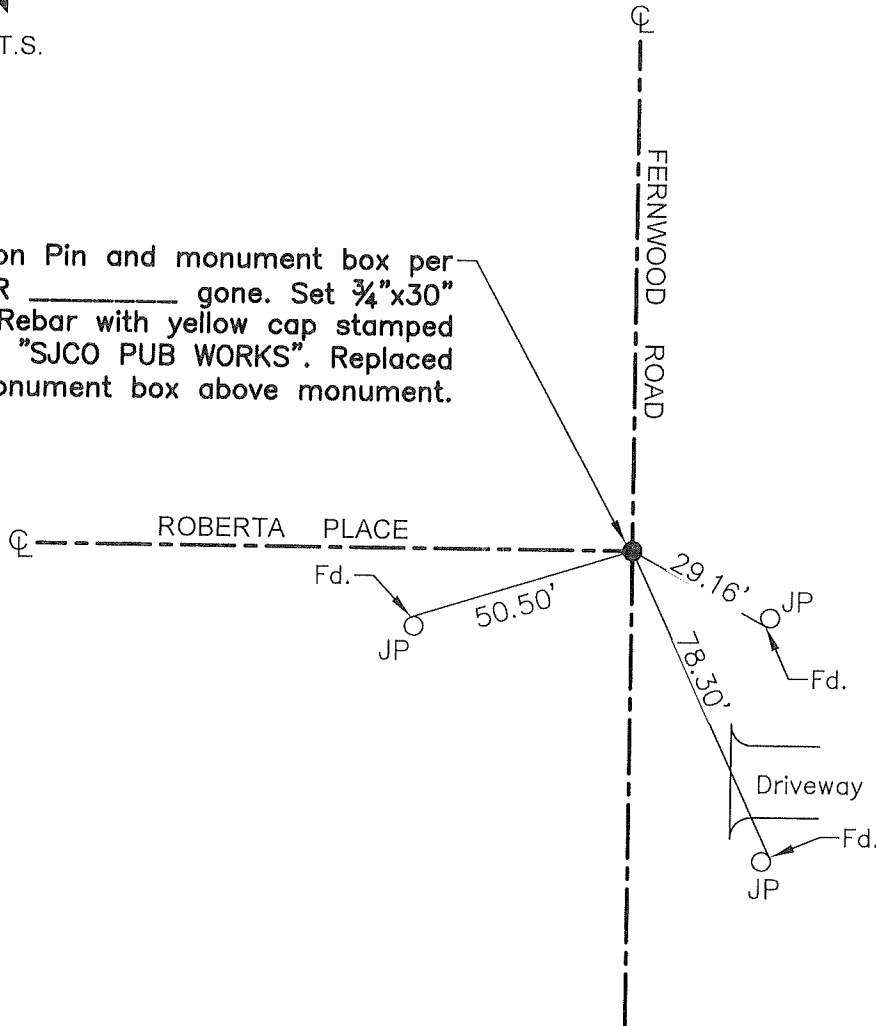 T.S.
℄
FERNWOOD ROAD
on Pin and monument box per
R ________ gone. Set ¾"x30"
Rebar with yellow cap stamped
"SJCO PUB WORKS". Replaced
onument box above monument.
℄
ROBERTA PLACE
Fd.
50.50'
JP
29.16'
JP
Fd.
78.30'
Driveway
Fd.
JP